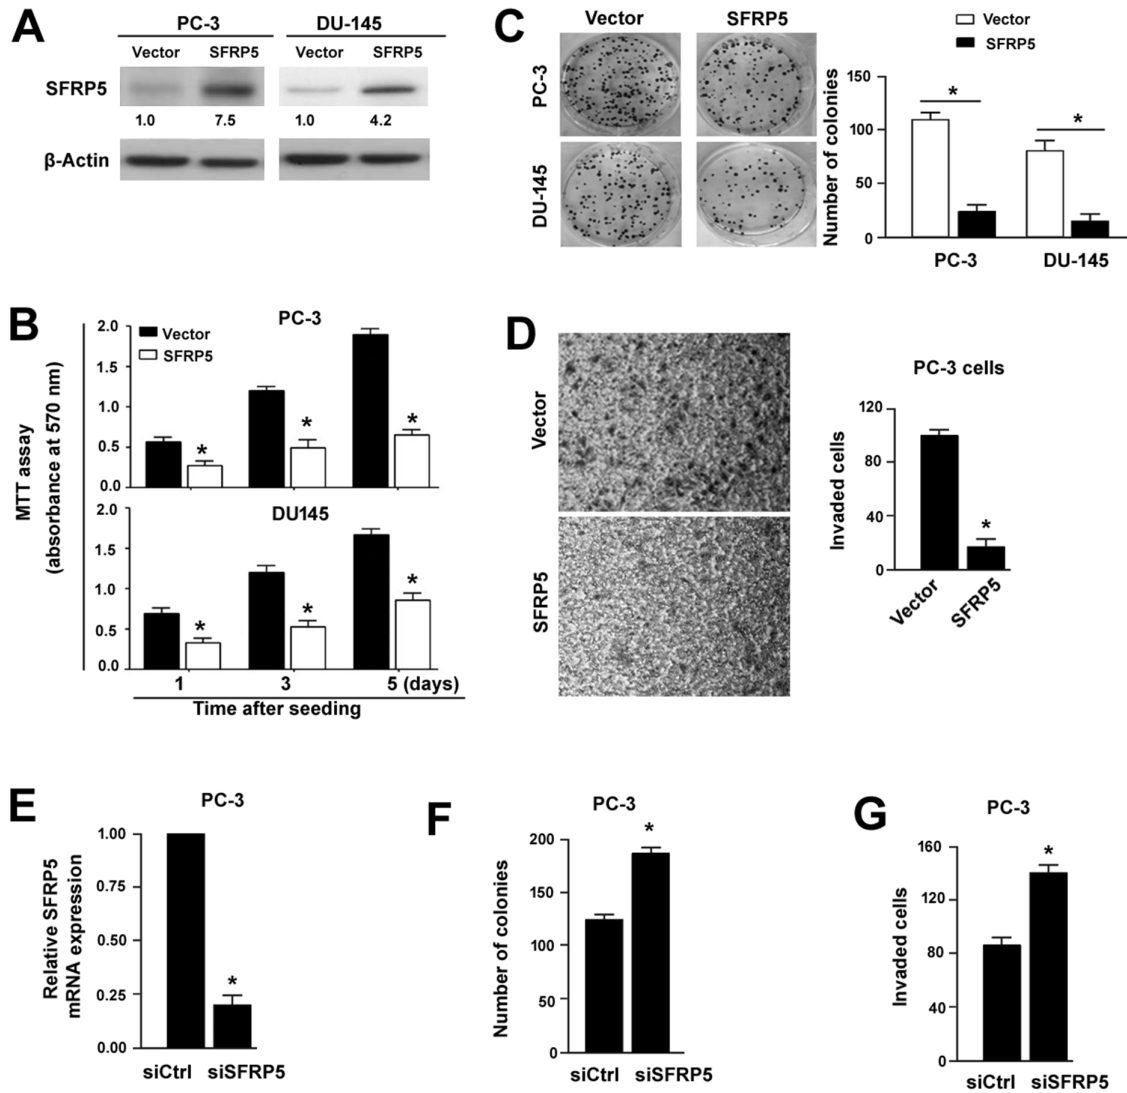 A
PC-3
DU-145
Vector
SFRP5
Vector
SFRP5
SFRP5
1.0
7.5
1.0
4.2
β-Actin
C
Vector
SFRP5
PC-3
DU-145
Vector
SFRP5
Number of colonies
150
100
50
0
*
*
PC-3
DU-145
B
MTT assay
(absorbance at 570 nm)
PC-3
Vector
SFRP5
2.0
1.5
1.0
0.5
0.0
*
*
*
DU145
2.0
1.5
1.0
0.5
0.0
*
*
*
1
3
5 (days)
Time after seeding
D
Vector
SFRP5
PC-3 cells
Invaded cells
120
80
40
0
*
Vector
SFRP5
E
PC-3
Relative SFRP5
mRNA expression
1.00
0.75
0.50
0.25
0.00
*
siCtrl
siSFRP5
F
PC-3
Number of colonies
200
150
100
50
0
*
siCtrl
siSFRP5
G
PC-3
Invaded cells
160
120
80
40
0
*
siCtrl
siSFRP5